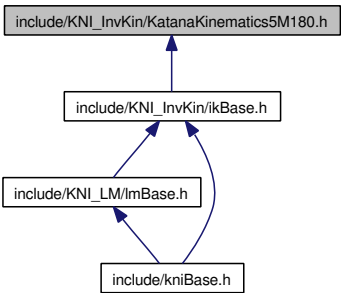 include/KNI_InvKin/KatanaKinematics5M180.h
include/KNI_InvKin/ikBase.h
include/KNI_LM/lmBase.h
include/kniBase.h